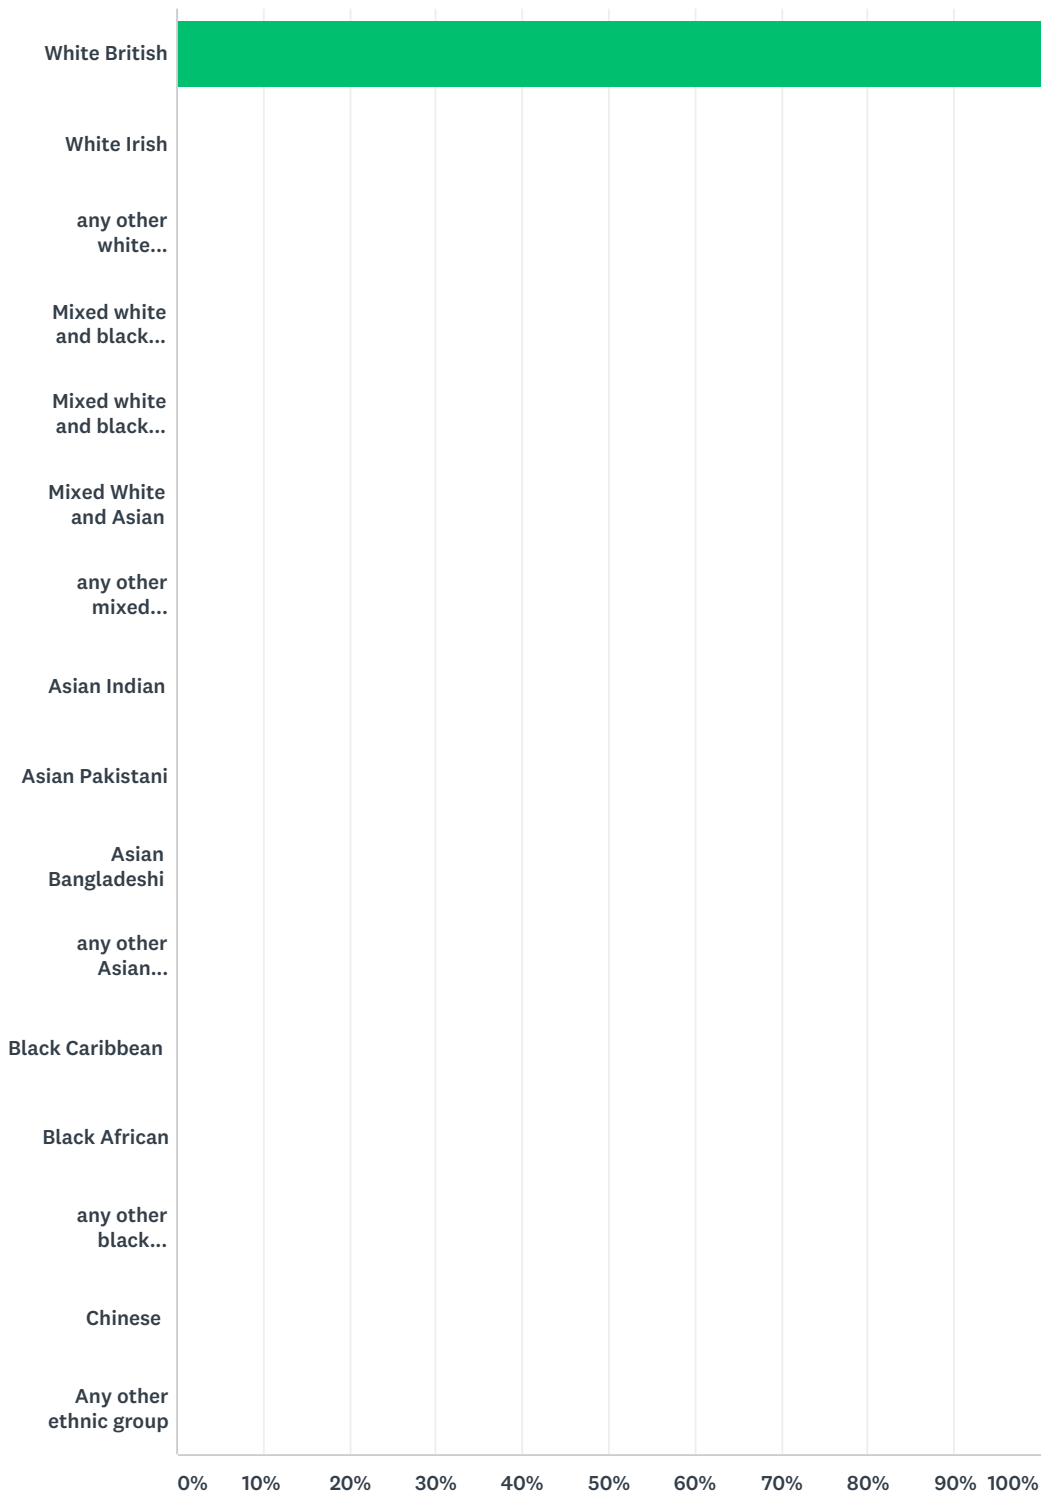 White British
White Irish
any other
white...
Mixed white
and black...
Mixed white
and black...
Mixed White
and Asian
any other
mixed...
Asian Indian
Asian Pakistani
Asian
Bangladeshi
any other
Asian...
Black Caribbean
Black African
any other
black...
Chinese
Any other
ethnic group
0% 10% 20% 30% 40% 50% 60% 70% 80% 90% 100%